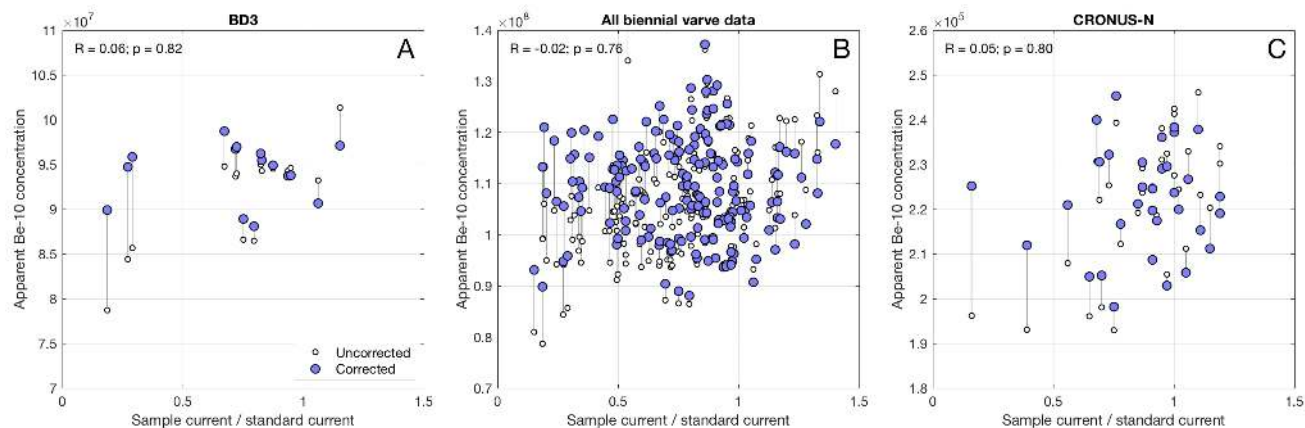 BD3
×10⁷
A
R = 0.06; p = 0.82
11
10.5
10
9.5
9
8.5
8
7.5
7
Apparent Be-10 concentration
0
0.5
1
1.5
Sample current / standard current
Uncorrected
Corrected
All biennial varve data
×10⁸
B
R = -0.02; p = 0.76
1.4
1.3
1.2
1.1
1
0.9
0.8
0.7
Apparent Be-10 concentration
0
0.5
1
1.5
Sample current / standard current
CRONUS-N
×10⁵
C
R = 0.05; p = 0.80
2.6
2.5
2.4
2.3
2.2
2.1
2
1.9
1.8
Apparent Be-10 concentration
0
0.5
1
1.5
Sample current / standard current